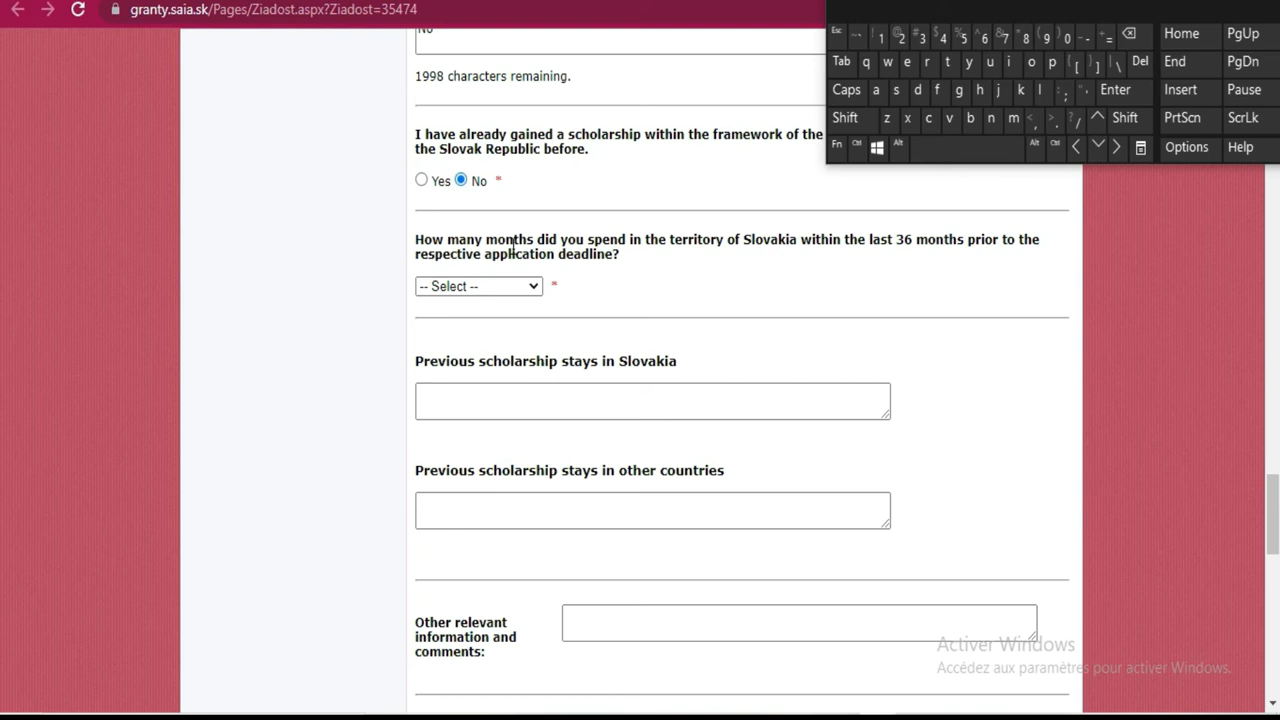 granty.saia.sk/Pages/Ziadost.aspx?Ziadost=35474
No
1998 characters remaining.
I have already gained a scholarship within the framework of the
the Slovak Republic before.
Yes No *
How many months did you spend in the territory of Slovakia within the last 36 months prior to the
respective application deadline?
-- Select -- *
Previous scholarship stays in Slovakia
Previous scholarship stays in other countries
Other relevant
information and
comments:
Esc ~` !1 @2 #3 $4 %5 ^6 &7 *8 (9 )0 _- += Home PgUp
Tab q w e r t y u i o p {[ }] |\ Del End PgDn
Caps a s d f g h j k l :; "' Enter Insert Pause
Shift z x c v b n m <, >. ?/ Shift PrtScn ScrLk
Fn Ctrl Alt Alt Ctrl Options Help
Activer Windows
Accédez aux paramètres pour activer Windows.